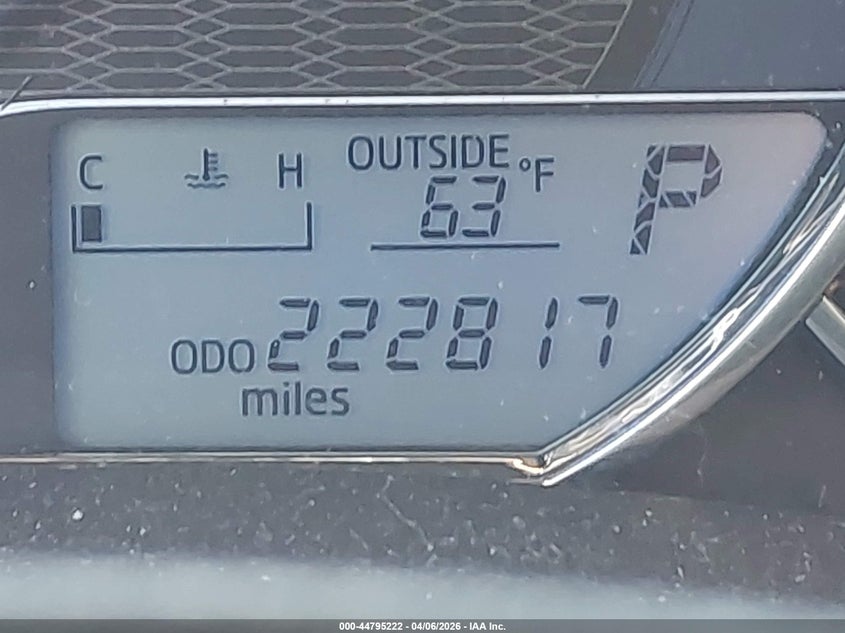 C H OUTSIDE °F P
63
ODO 222817
miles
000-44795222 - 04/06/2026 - IAA Inc.